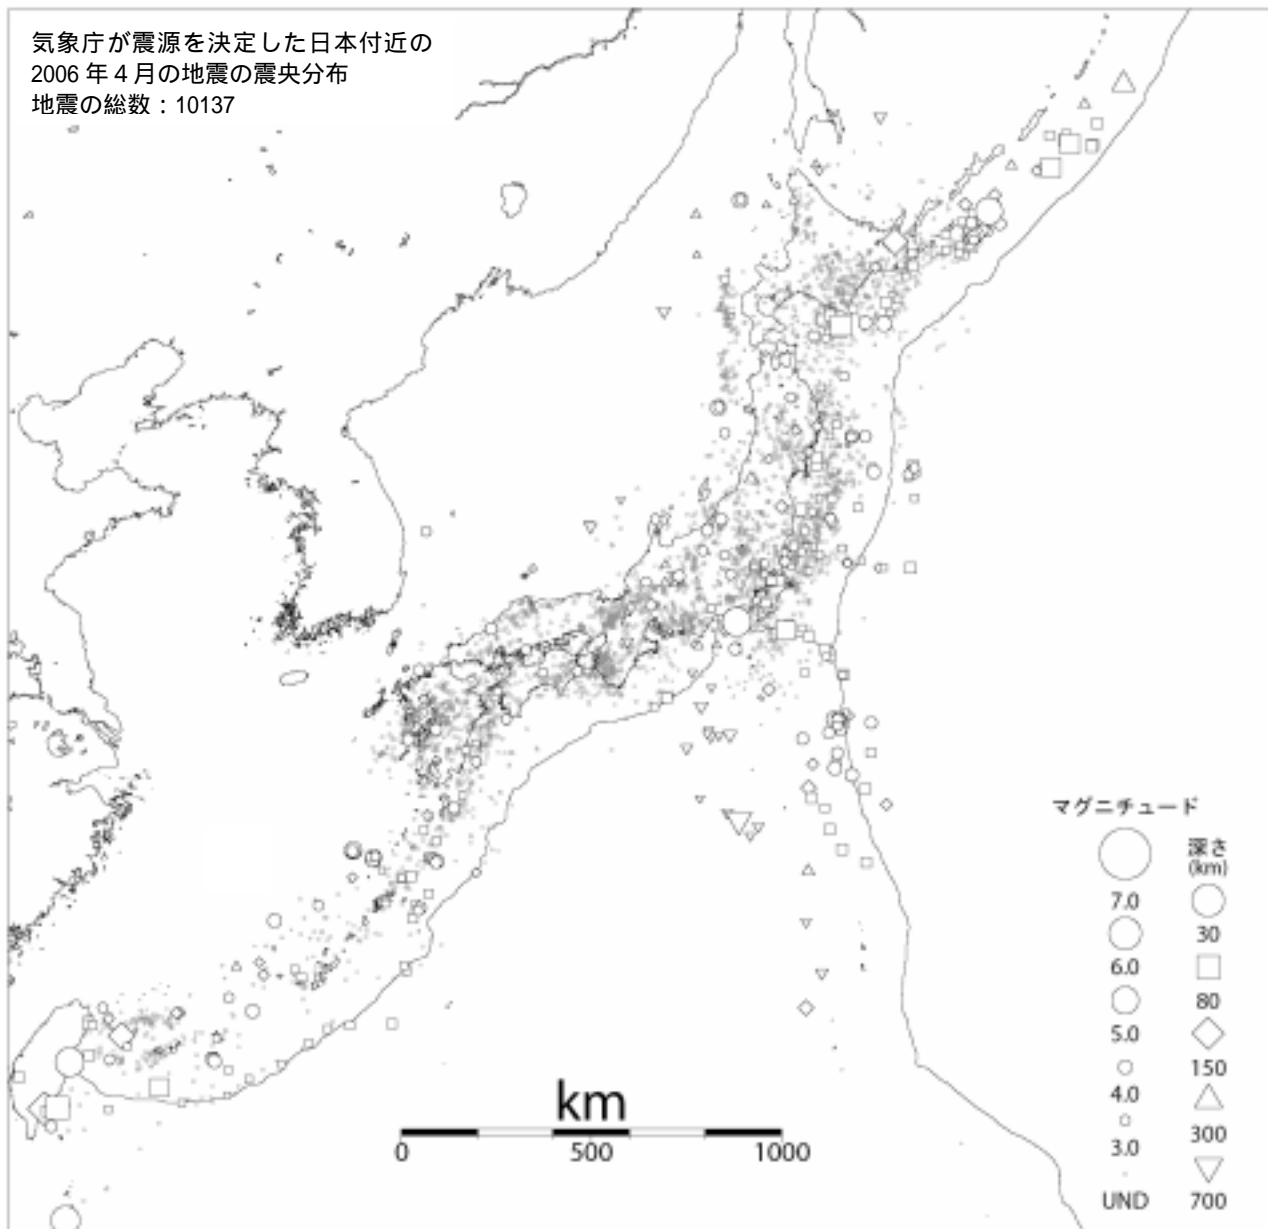 気象庁が震源を決定した日本付近の
2006 年 4 月の地震の震央分布
地震の総数：10137
マグニチュード
深さ
(km)
7.0
30
6.0
80
5.0
150
4.0
300
3.0
UND
700
km
0
500
1000